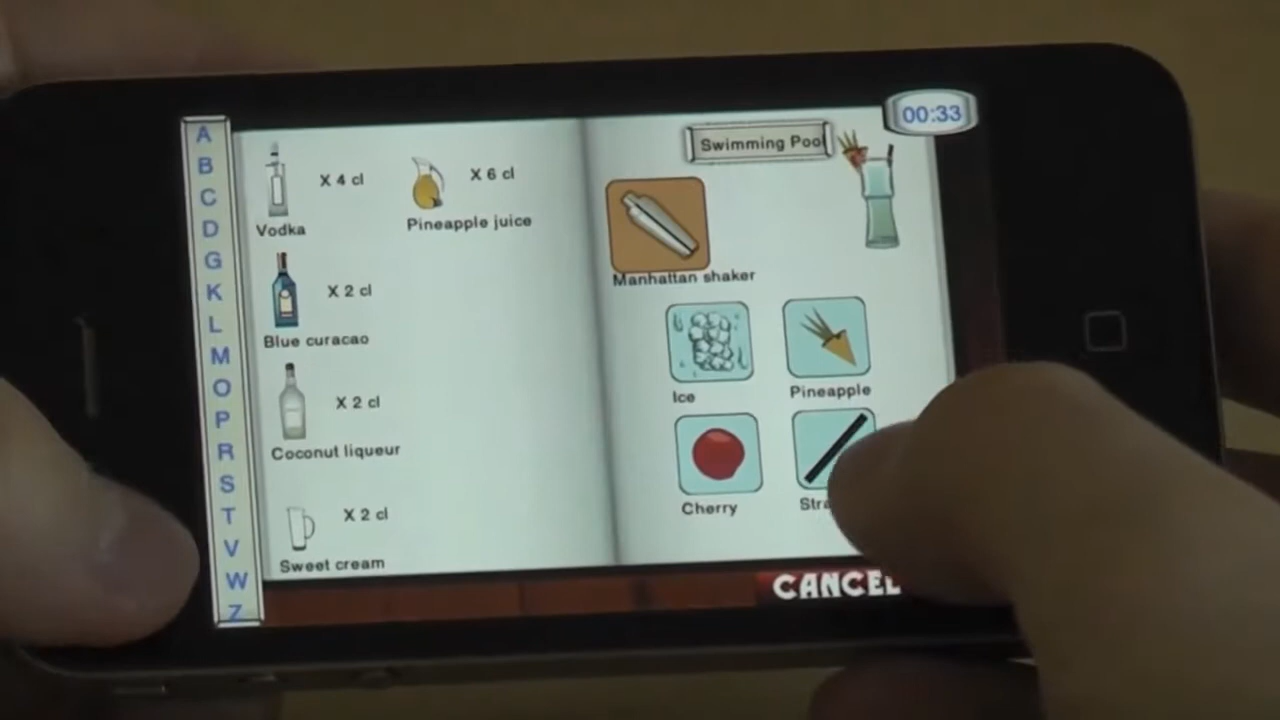 00:33
A
B
C
D
G
K
L
M
O
P
R
S
T
V
W
Z
X 4 cl
Vodka
X 6 cl
Pineapple juice
X 2 cl
Blue curacao
X 2 cl
Coconut liqueur
X 2 cl
Sweet cream
Swimming Pool
Manhattan shaker
Ice
Pineapple
Cherry
CANCEL